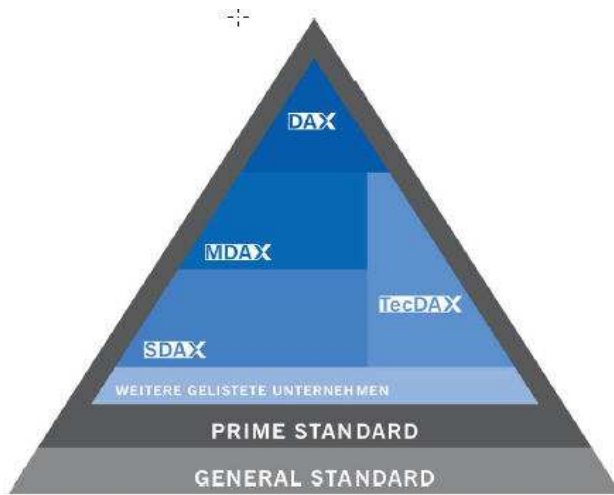 DAX
MDAX
TecDAX
SDAX
WEITERE GELISTETE UNTERNEHMEN
PRIME STANDARD
GENERAL STANDARD